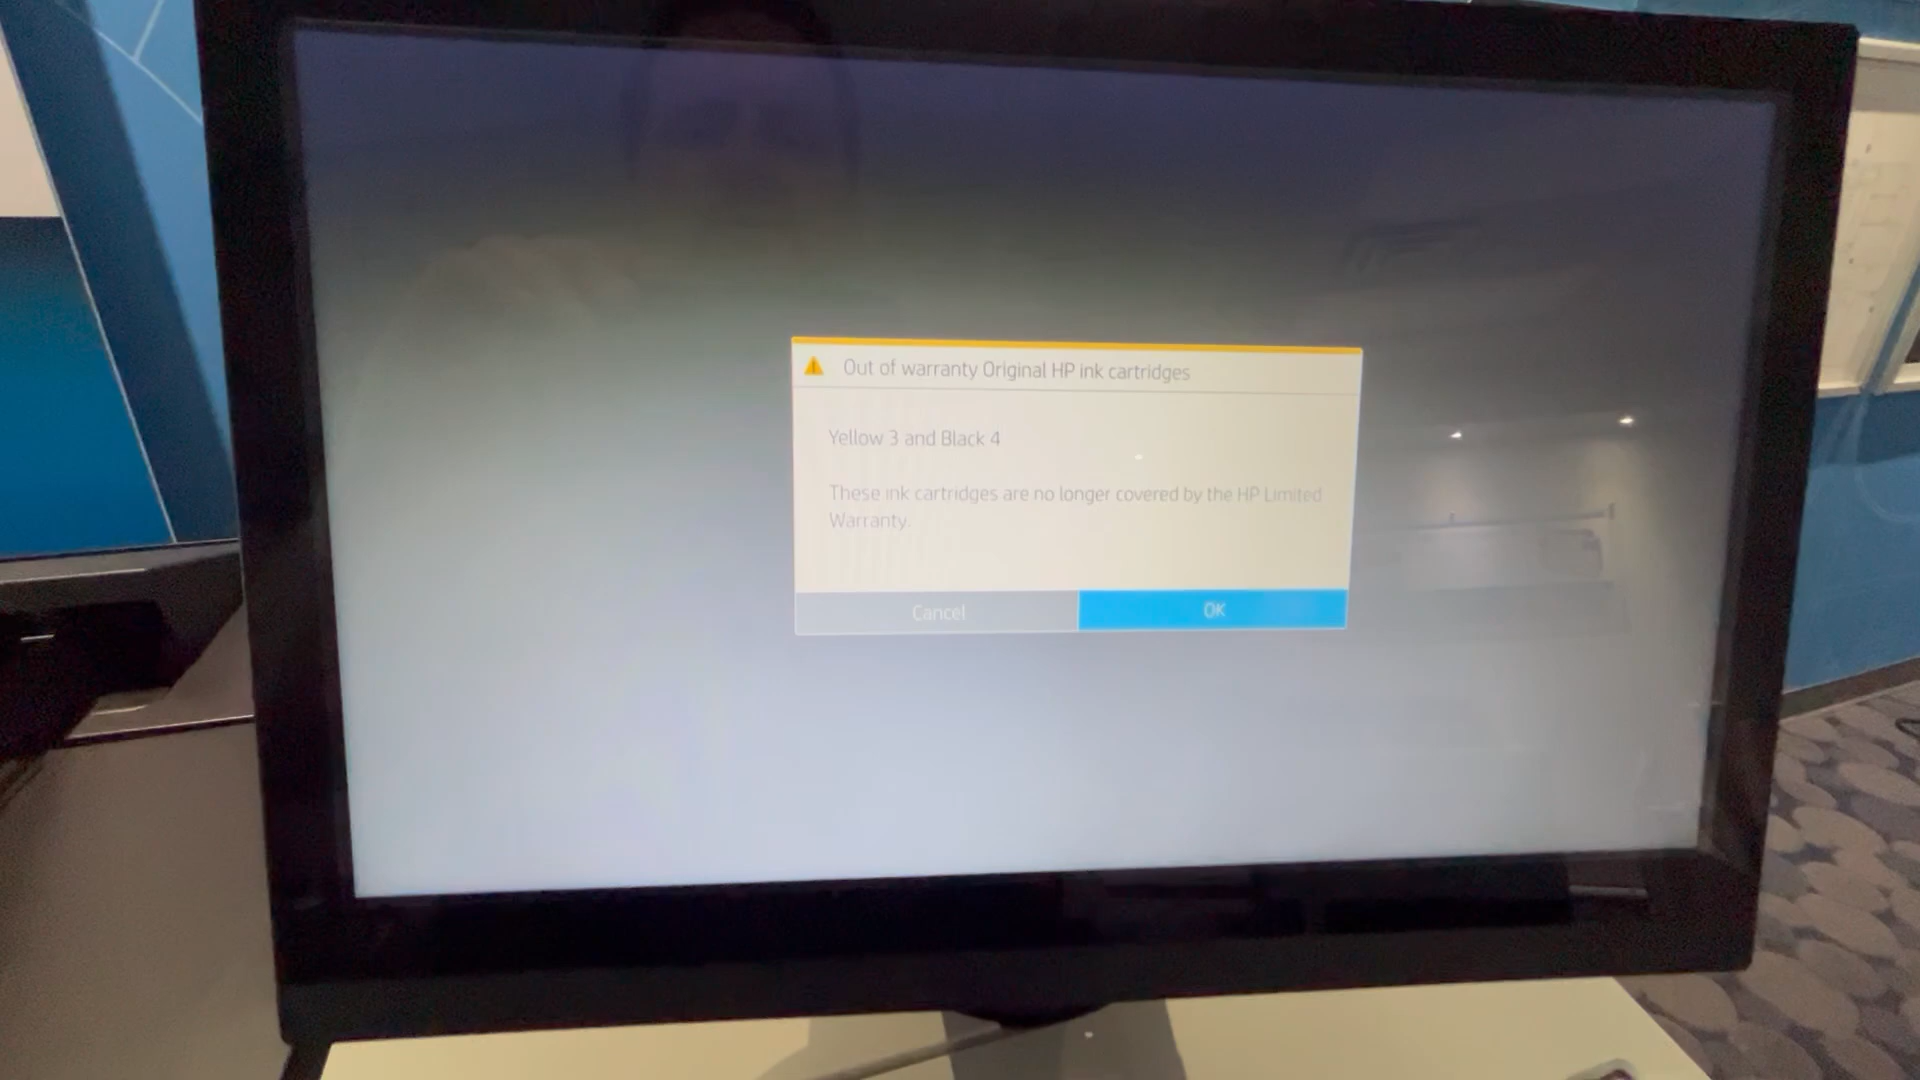 Out of warranty Original HP ink cartridges
Yellow 3 and Black 4
These ink cartridges are no longer covered by the HP Limited
Warranty.
Cancel
OK